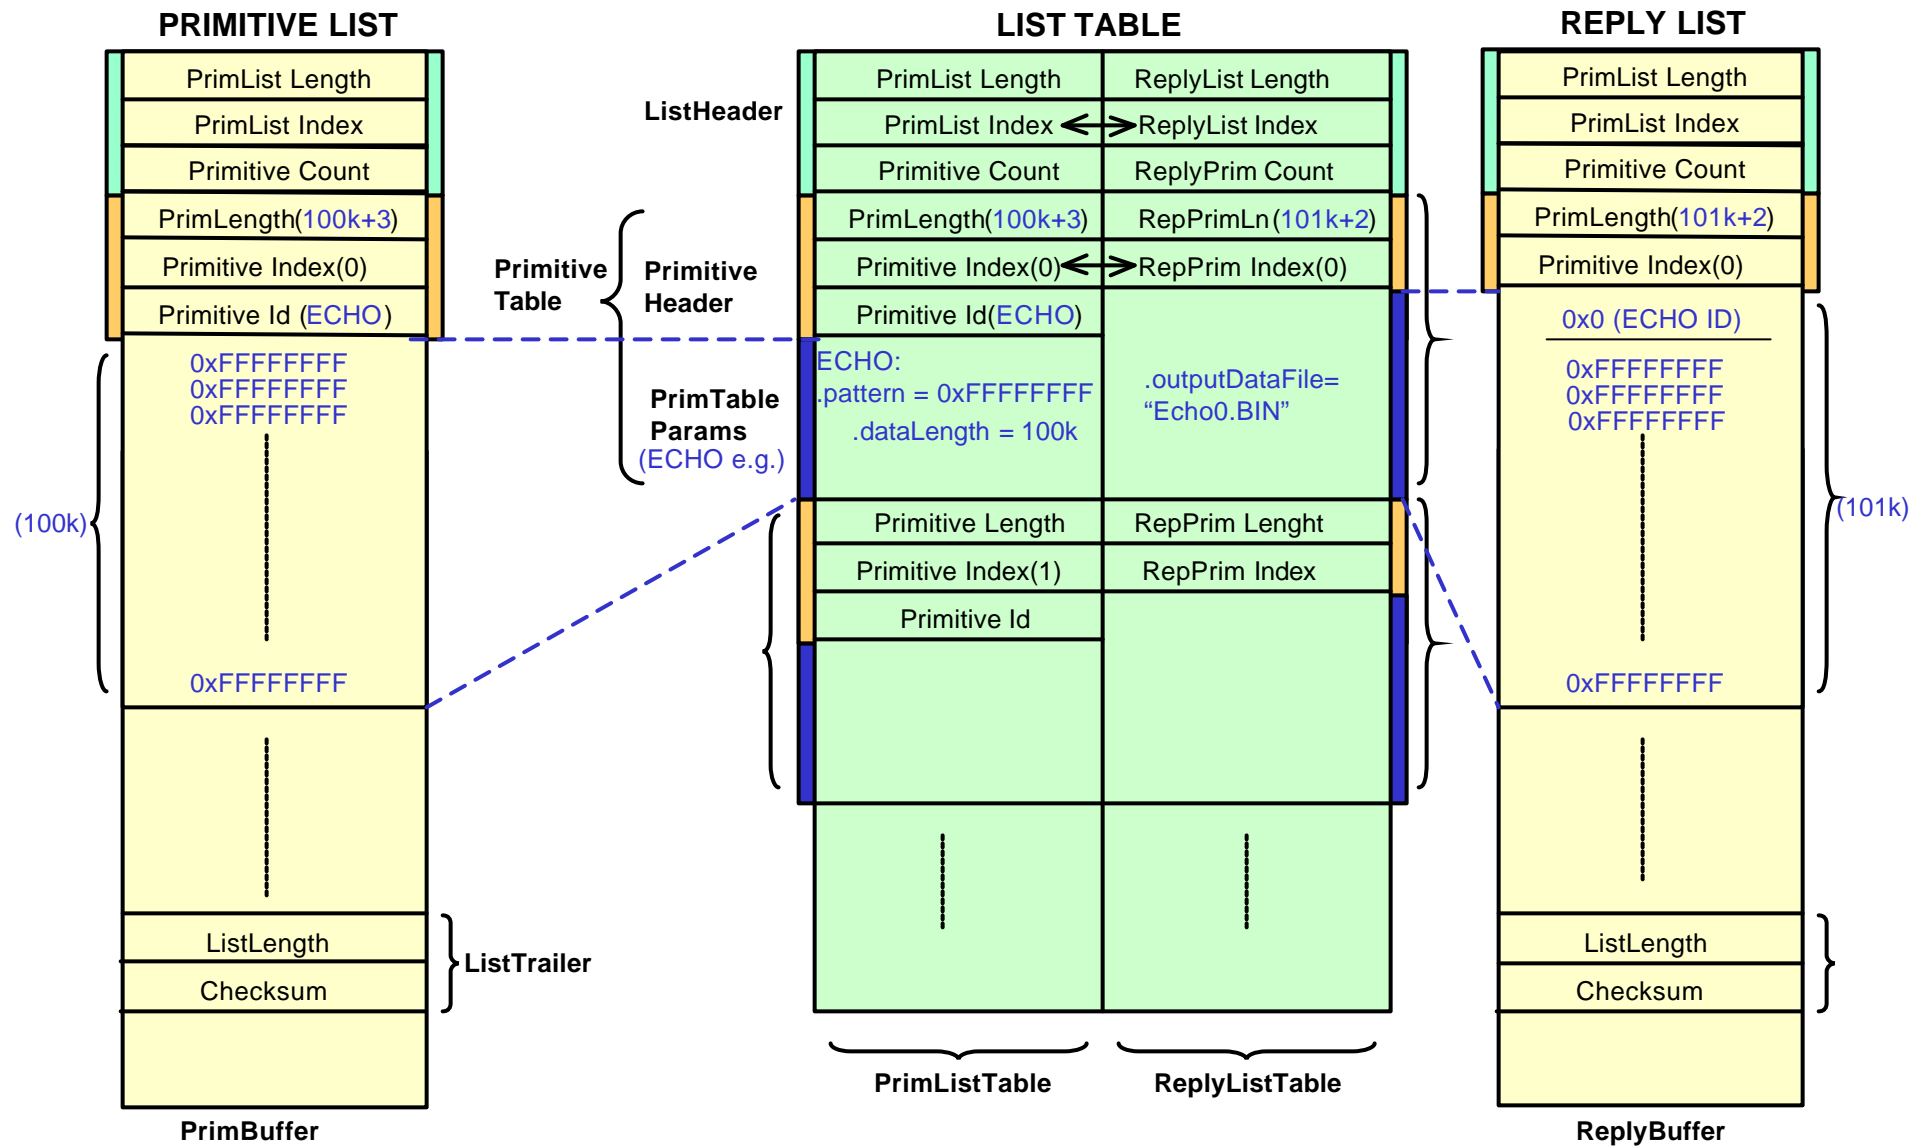 PRIMITIVE LIST
PrimList Length
PrimList Index
Primitive Count
PrimLength(100k+3)
Primitive Index(0)
Primitive Id (ECHO)
0xFFFFFFFF
0xFFFFFFFF
0xFFFFFFFF
(100k)
0xFFFFFFFF
ListLength
Checksum
ListTrailer
PrimBuffer
LIST TABLE
ListHeader
Primitive
Table
Primitive
Header
PrimTable
Params
(ECHO e.g.)
PrimList Length
PrimList Index
Primitive Count
PrimLength(100k+3)
Primitive Index(0)
Primitive Id(ECHO)
ECHO:
.pattern = 0xFFFFFFFF
.dataLength = 100k
Primitive Length
Primitive Index(1)
Primitive Id
PrimListTable
ReplyList Length
ReplyList Index
ReplyPrim Count
RepPrimLn(101k+2)
RepPrim Index(0)
.outputDataFile=
“Echo0.BIN”
RepPrim Lenght
RepPrim Index
ReplyListTable
REPLY LIST
PrimList Length
PrimList Index
Primitive Count
PrimLength(101k+2)
Primitive Index(0)
0x0 (ECHO ID)
0xFFFFFFFF
0xFFFFFFFF
0xFFFFFFFF
(101k)
0xFFFFFFFF
ListLength
Checksum
ReplyBuffer